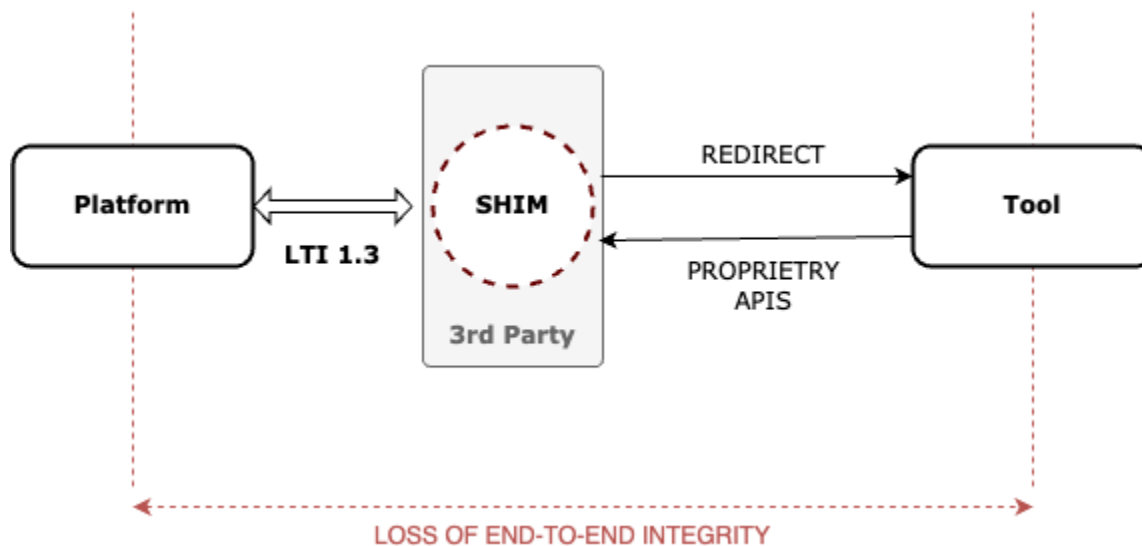 REDIRECT
Platform
SHIM
Tool
LTI 1.3
PROPRIETRY
APIS
3rd Party
LOSS OF END-TO-END INTEGRITY